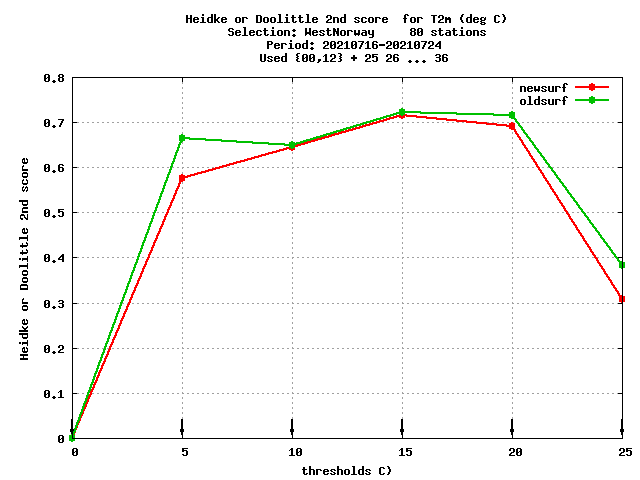 Heidke or Doolittle 2nd score  for T2m (deg C)
Selection: WestNorway     80 stations
Period: 20210716-20210724
Used {00,12} + 25 26 ... 36
newsurf
oldsurf
Heidke or Doolittle 2nd score
0.8
0.7
0.6
0.5
0.4
0.3
0.2
0.1
0
0 5 10 15 20 25
thresholds C)